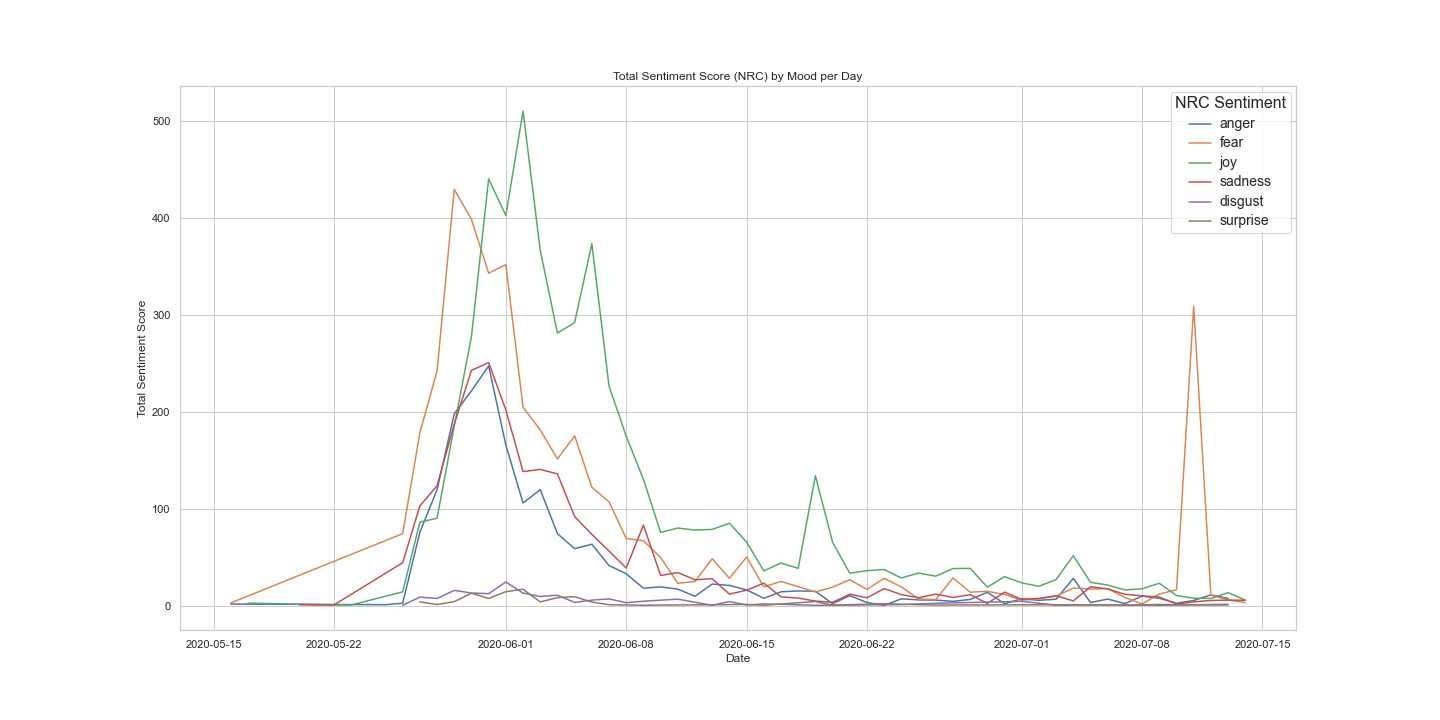 Total Sentiment Score (NRC) by Mood per Day
NRC Sentiment
anger
fear
joy
sadness
disgust
surprise
Total Sentiment Score
500
400
300
200
100
0
2020-05-15
2020-05-22
2020-06-01
2020-06-08
2020-06-15
2020-06-22
2020-07-01
2020-07-08
2020-07-15
Date